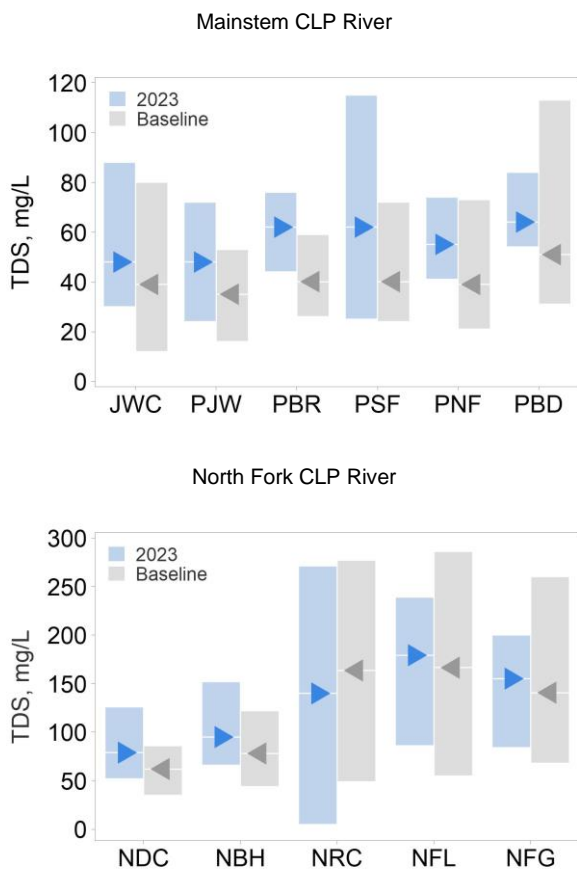 Mainstem CLP River
120
100
80
60
40
20
0
TDS, mg/L
2023
Baseline
JWC PJW PBR PSF PNF PBD
North Fork CLP River
300
250
200
150
100
50
0
TDS, mg/L
2023
Baseline
NDC NBH NRC NFL NFG